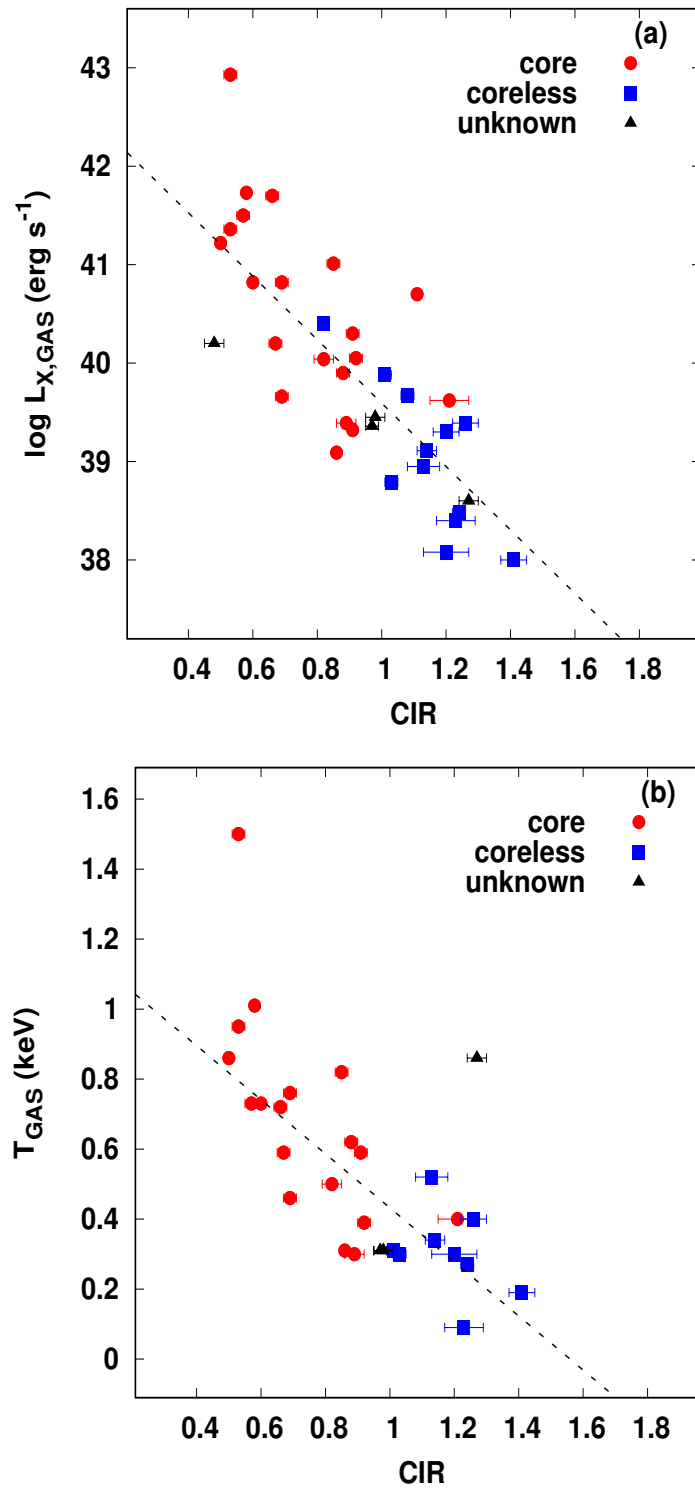 (a)
core
coreless
unknown
43
42
41
40
39
38
log L_X,GAS (erg s^-1)
0.4 0.6 0.8 1 1.2 1.4 1.6 1.8
CIR
(b)
core
coreless
unknown
1.6
1.4
1.2
1
0.8
0.6
0.4
0.2
0
T_GAS (keV)
0.4 0.6 0.8 1 1.2 1.4 1.6 1.8
CIR